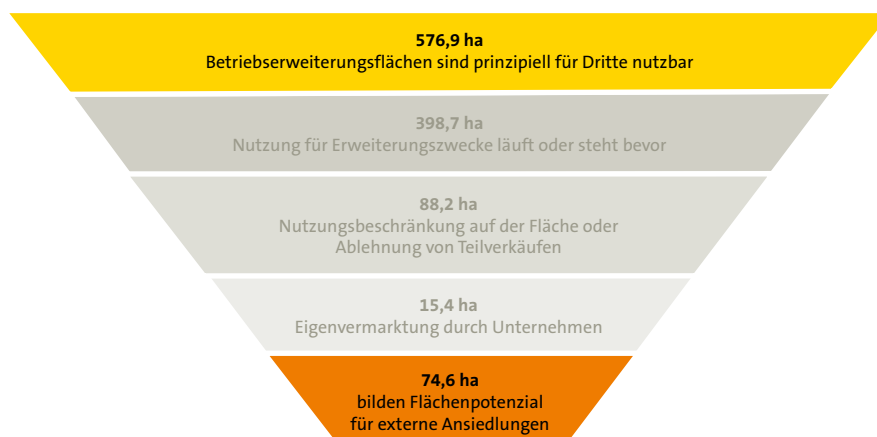 576,9 ha
Betriebserweiterungsflächen sind prinzipiell für Dritte nutzbar
398,7 ha
Nutzung für Erweiterungszwecke läuft oder steht bevor
88,2 ha
Nutzungsbeschränkung auf der Fläche oder
Ablehnung von Teilverkäufen
15,4 ha
Eigenvermarktung durch Unternehmen
74,6 ha
bilden Flächenpotenzial
für externe Ansiedlungen